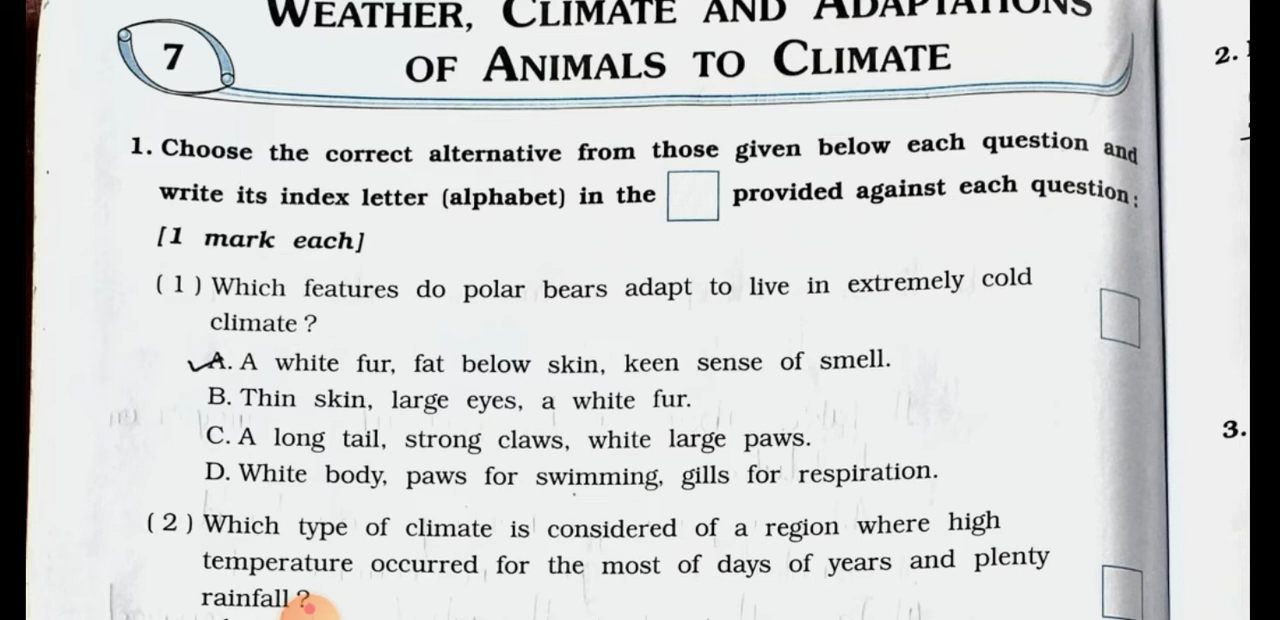 WEATHER, CLIMATE AND ADAPTATIONS
7
OF ANIMALS TO CLIMATE
2.
1. Choose the correct alternative from those given below each question and
write its index letter (alphabet) in the provided against each question:
[1 mark each]
(1) Which features do polar bears adapt to live in extremely cold
climate?
A. A white fur, fat below skin, keen sense of smell.
B. Thin skin, large eyes, a white fur.
C. A long tail, strong claws, white large paws.
3.
D. White body, paws for swimming, gills for respiration.
(2) Which type of climate is considered of a region where high
temperature occurred for the most of days of years and plenty
rainfall?